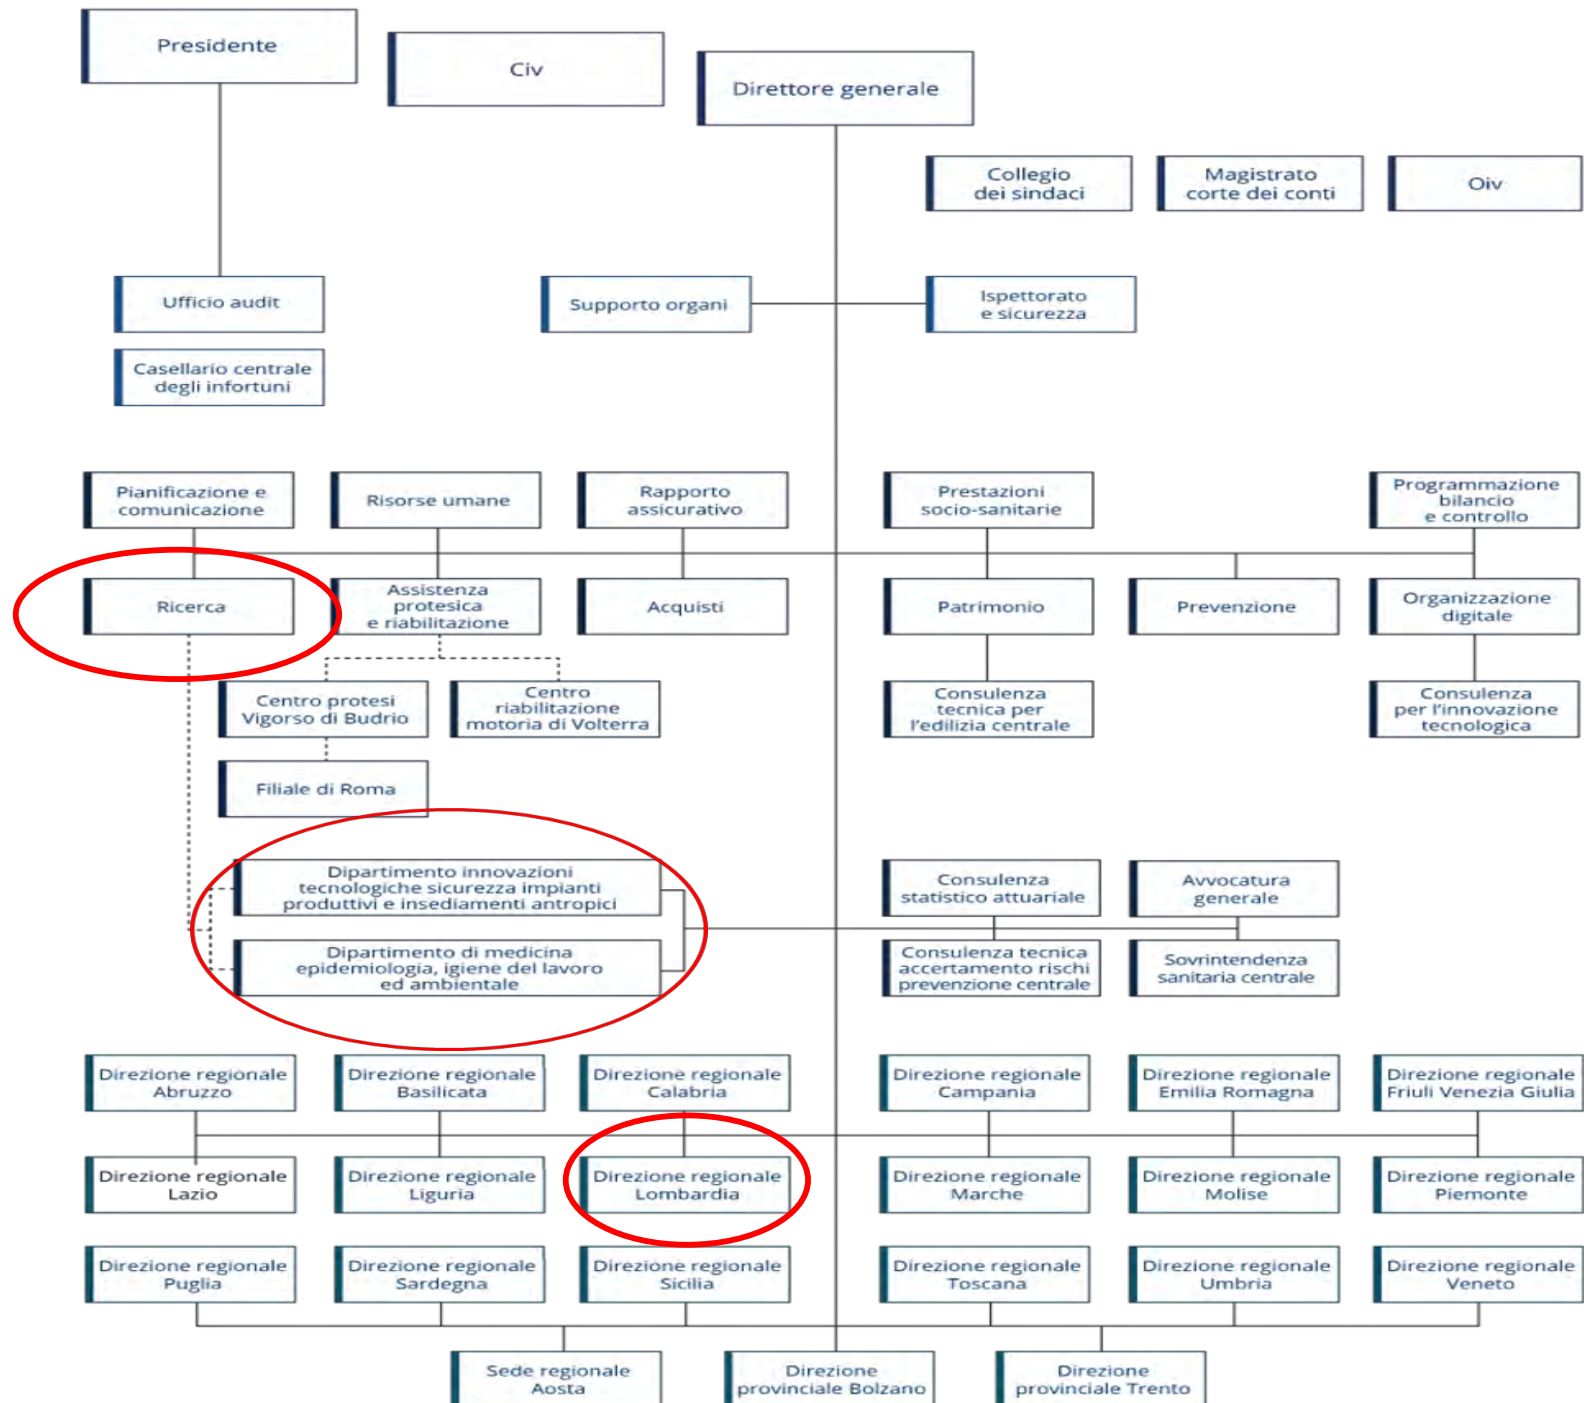 Presidente
Civ
Direttore generale
Collegio
dei sindaci
Magistrato
corte dei conti
Oiv
Ufficio audit
Supporto organi
Ispettorato
e sicurezza
Casellario centrale
degli infortuni
Pianificazione e
comunicazione
Risorse umane
Rapporto
assicurativo
Prestazioni
socio-sanitarie
Programmazione
bilancio
e controllo
Ricerca
Assistenza
protesica
e riabilitazione
Acquisti
Patrimonio
Prevenzione
Organizzazione
digitale
Centro protesi
Vigorso di Budrio
Centro
riabilitazione
motoria di Volterra
Consulenza
tecnica per
l'edilizia centrale
Consulenza
per l'innovazione
tecnologica
Filiale di Roma
Dipartimento innovazioni
tecnologiche sicurezza impianti
produttivi e insediamenti antropici
Consulenza
statistico attuariale
Avvocatura
generale
Dipartimento di medicina
epidemiologia, igiene del lavoro
ed ambientale
Consulenza tecnica
accertamento rischi
prevenzione centrale
Sovrintendenza
sanitaria centrale
Direzione regionale
Abruzzo
Direzione regionale
Basilicata
Direzione regionale
Calabria
Direzione regionale
Campania
Direzione regionale
Emilia Romagna
Direzione regionale
Friuli Venezia Giulia
Direzione regionale
Lazio
Direzione regionale
Liguria
Direzione regionale
Lombardia
Direzione regionale
Marche
Direzione regionale
Molise
Direzione regionale
Piemonte
Direzione regionale
Puglia
Direzione regionale
Sardegna
Direzione regionale
Sicilia
Direzione regionale
Toscana
Direzione regionale
Umbria
Direzione regionale
Veneto
Sede regionale
Aosta
Direzione
provinciale Bolzano
Direzione
provinciale Trento